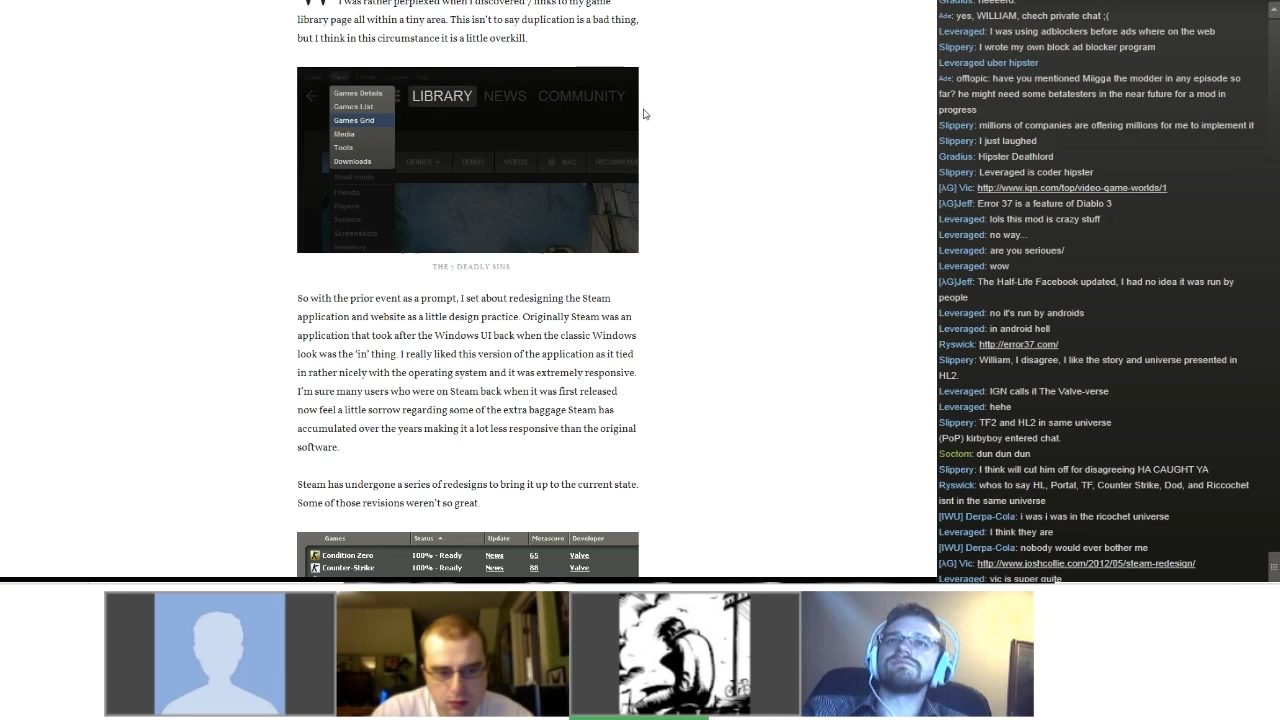 I was rather perplexed when I discovered 7 links to my game
library page all within a tiny area. This isn't to say duplication is a bad thing,
but I think in this circumstance it is a little overkill.
Games Details
Games List
Games Grid
Media
Tools
Downloads
Small mode
Friends
Players
Servers
Screenshots
Inventory
LIBRARY NEWS COMMUNITY
GENRES DEMOS VIDEOS MAC RECOMMENDE
THE 7 DEADLY SINS
So with the prior event as a prompt, I set about redesigning the Steam
application and website as a little design practice. Originally Steam was an
application that took after the Windows UI back when the classic Windows
look was the 'in' thing. I really liked this version of the application as it tied
in rather nicely with the operating system and it was extremely responsive.
I'm sure many users who were on Steam back when it was first released
now feel a little sorrow regarding some of the extra baggage Steam has
accumulated over the years making it a lot less responsive than the original
software.
Steam has undergone a series of redesigns to bring it up to the current state.
Some of those revisions weren't so great.
Games Status Update Metascore Developer
Condition Zero 100% - Ready News 65 Valve
Counter-Strike 100% - Ready News 88 Valve
Ade: yes, WILLIAM, chech private chat ;(
Leveraged: I was using adblockers before ads where on the web
Slippery: I wrote my own block ad blocker program
Leveraged uber hipster
Ade: offtopic: have you mentioned Miigga the modder in any episode so
far? he might need some betatesters in the near future for a mod in
progress
Slippery: millions of companies are offering millions for me to implement it
Slippery: I just laughed
Gradius: Hipster Deathlord
Slippery: Leveraged is coder hipster
[λG] Vic: http://www.ign.com/top/video-game-worlds/1
[λG]Jeff: Error 37 is a feature of Diablo 3
Leveraged: lols this mod is crazy stuff
Leveraged: no way...
Leveraged: are you serioues/
Leveraged: wow
[λG]Jeff: The Half-Life Facebook updated, I had no idea it was run by
people
Leveraged: no it's run by androids
Leveraged: in android hell
Ryswick: http://error37.com/
Slippery: William, I disagree, I like the story and universe presented in
HL2.
Leveraged: IGN calls it The Valve-verse
Leveraged: hehe
Slippery: TF2 and HL2 in same universe
(PoP) kirbyboy entered chat.
Soctom: dun dun dun
Slippery: I think will cut him off for disagreeing HA CAUGHT YA
Ryswick: whos to say HL, Portal, TF, Counter Strike, Dod, and Riccochet
isnt in the same universe
[IWU] Derpa-Cola: i was i was in the ricochet universe
Leveraged: I think they are
[IWU] Derpa-Cola: nobody would ever bother me
[λG] Vic: http://www.joshcollie.com/2012/05/steam-redesign/
Leveraged: vic is super quite